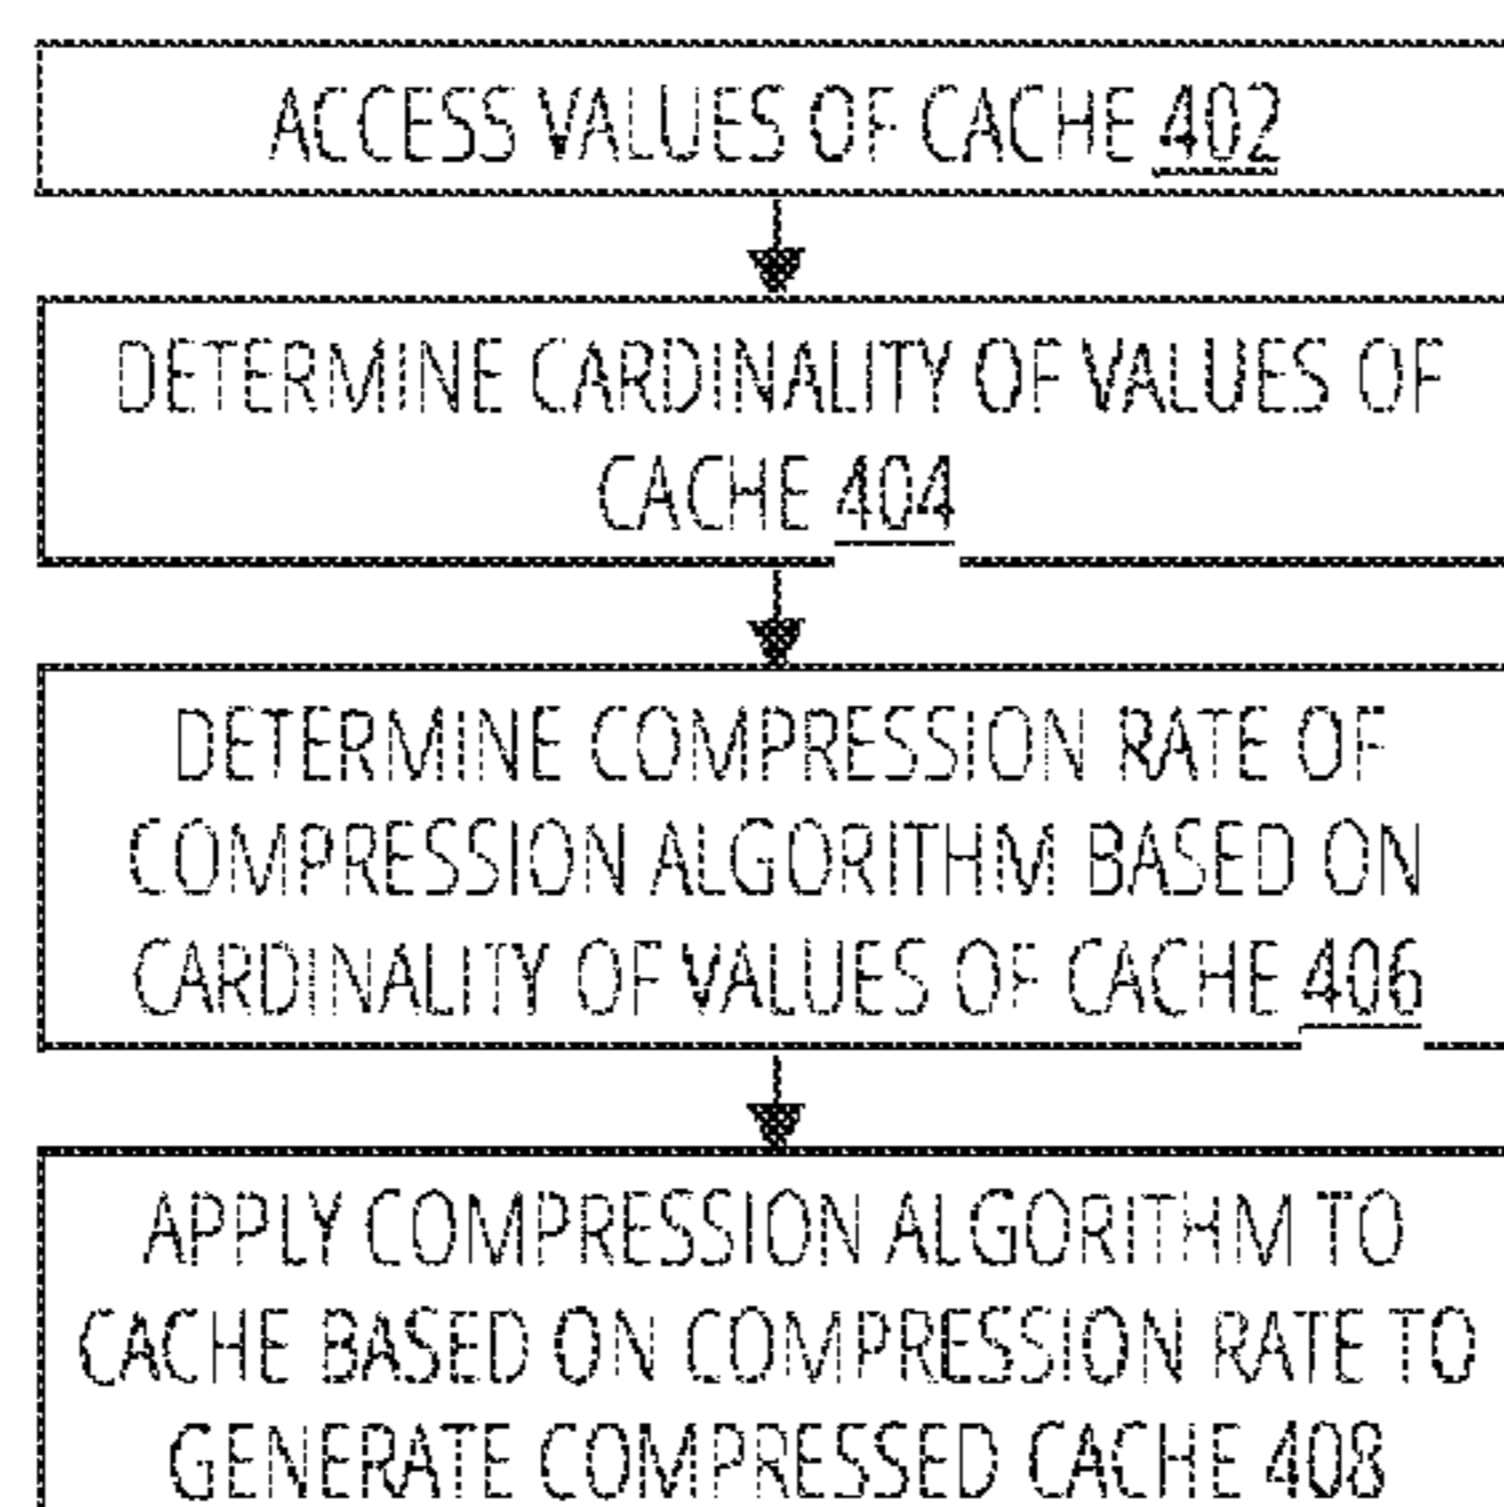 ACCESS VALUES OF CACHE 402
DETERMINE CARDINALITY OF VALUES OF
CACHE 404
DETERMINE COMPRESSION RATE OF
COMPRESSION ALGORITHM BASED ON
CARDINALITY OF VALUES OF CACHE 406
APPLY COMPRESSION ALGORITHM TO
CACHE BASED ON COMPRESSION RATE TO
GENERATE COMPRESSED CACHE 408